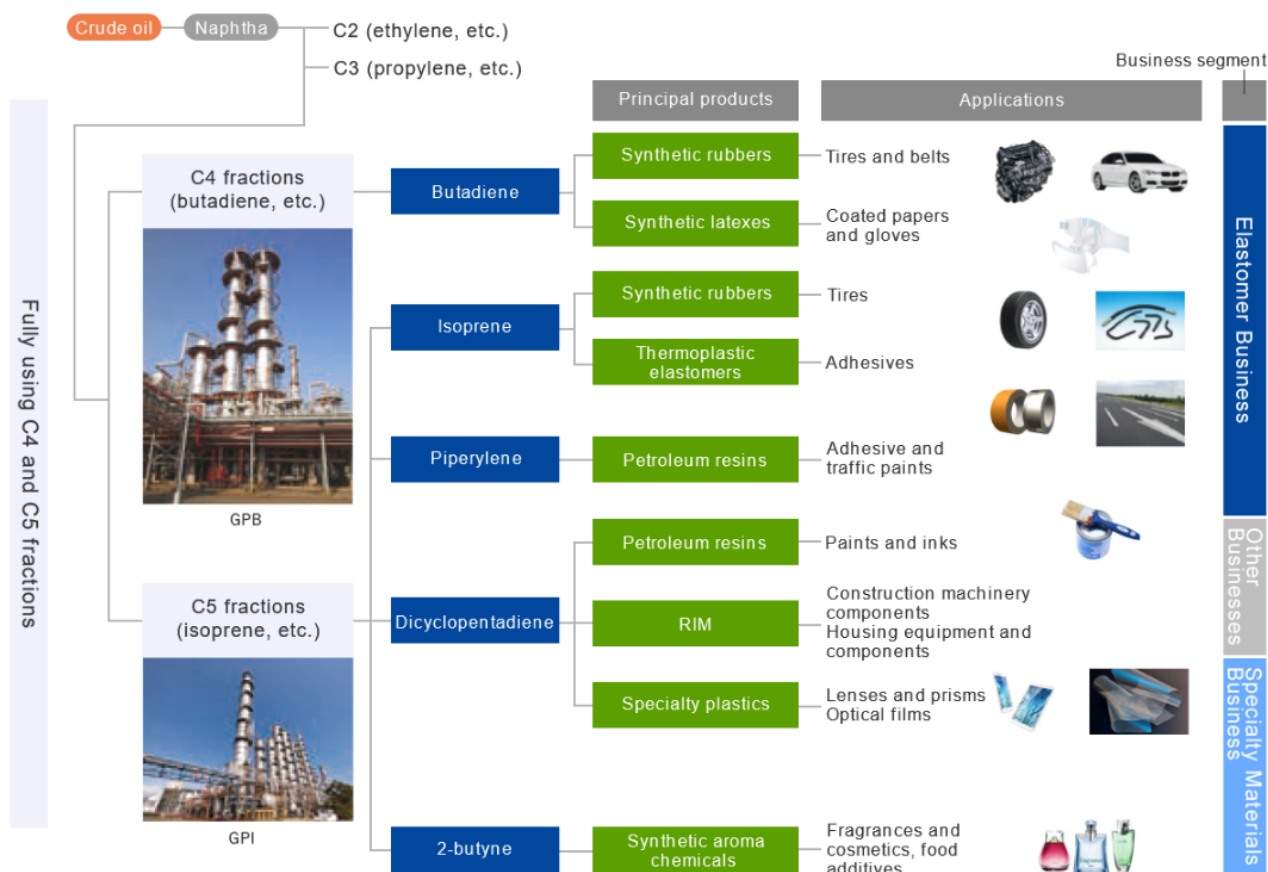 Crude oil
Naphtha
C2 (ethylene, etc.)
C3 (propylene, etc.)
Business segment
Principal products
Applications
Fully using C4 and C5 fractions
C4 fractions
(butadiene, etc.)
GPB
Butadiene
Synthetic rubbers
Tires and belts
Synthetic latexes
Coated papers
and gloves
Isoprene
Synthetic rubbers
Tires
Thermoplastic
elastomers
Adhesives
Piperylene
Petroleum resins
Adhesive and
traffic paints
Elastomer Business
C5 fractions
(isoprene, etc.)
GPI
Dicyclopentadiene
Petroleum resins
Paints and inks
RIM
Construction machinery
components
Housing equipment and
components
Other
Businesses
Specialty plastics
Lenses and prisms
Optical films
2-butyne
Synthetic aroma
chemicals
Fragrances and
cosmetics, food
additives
Specialty Materials
Business